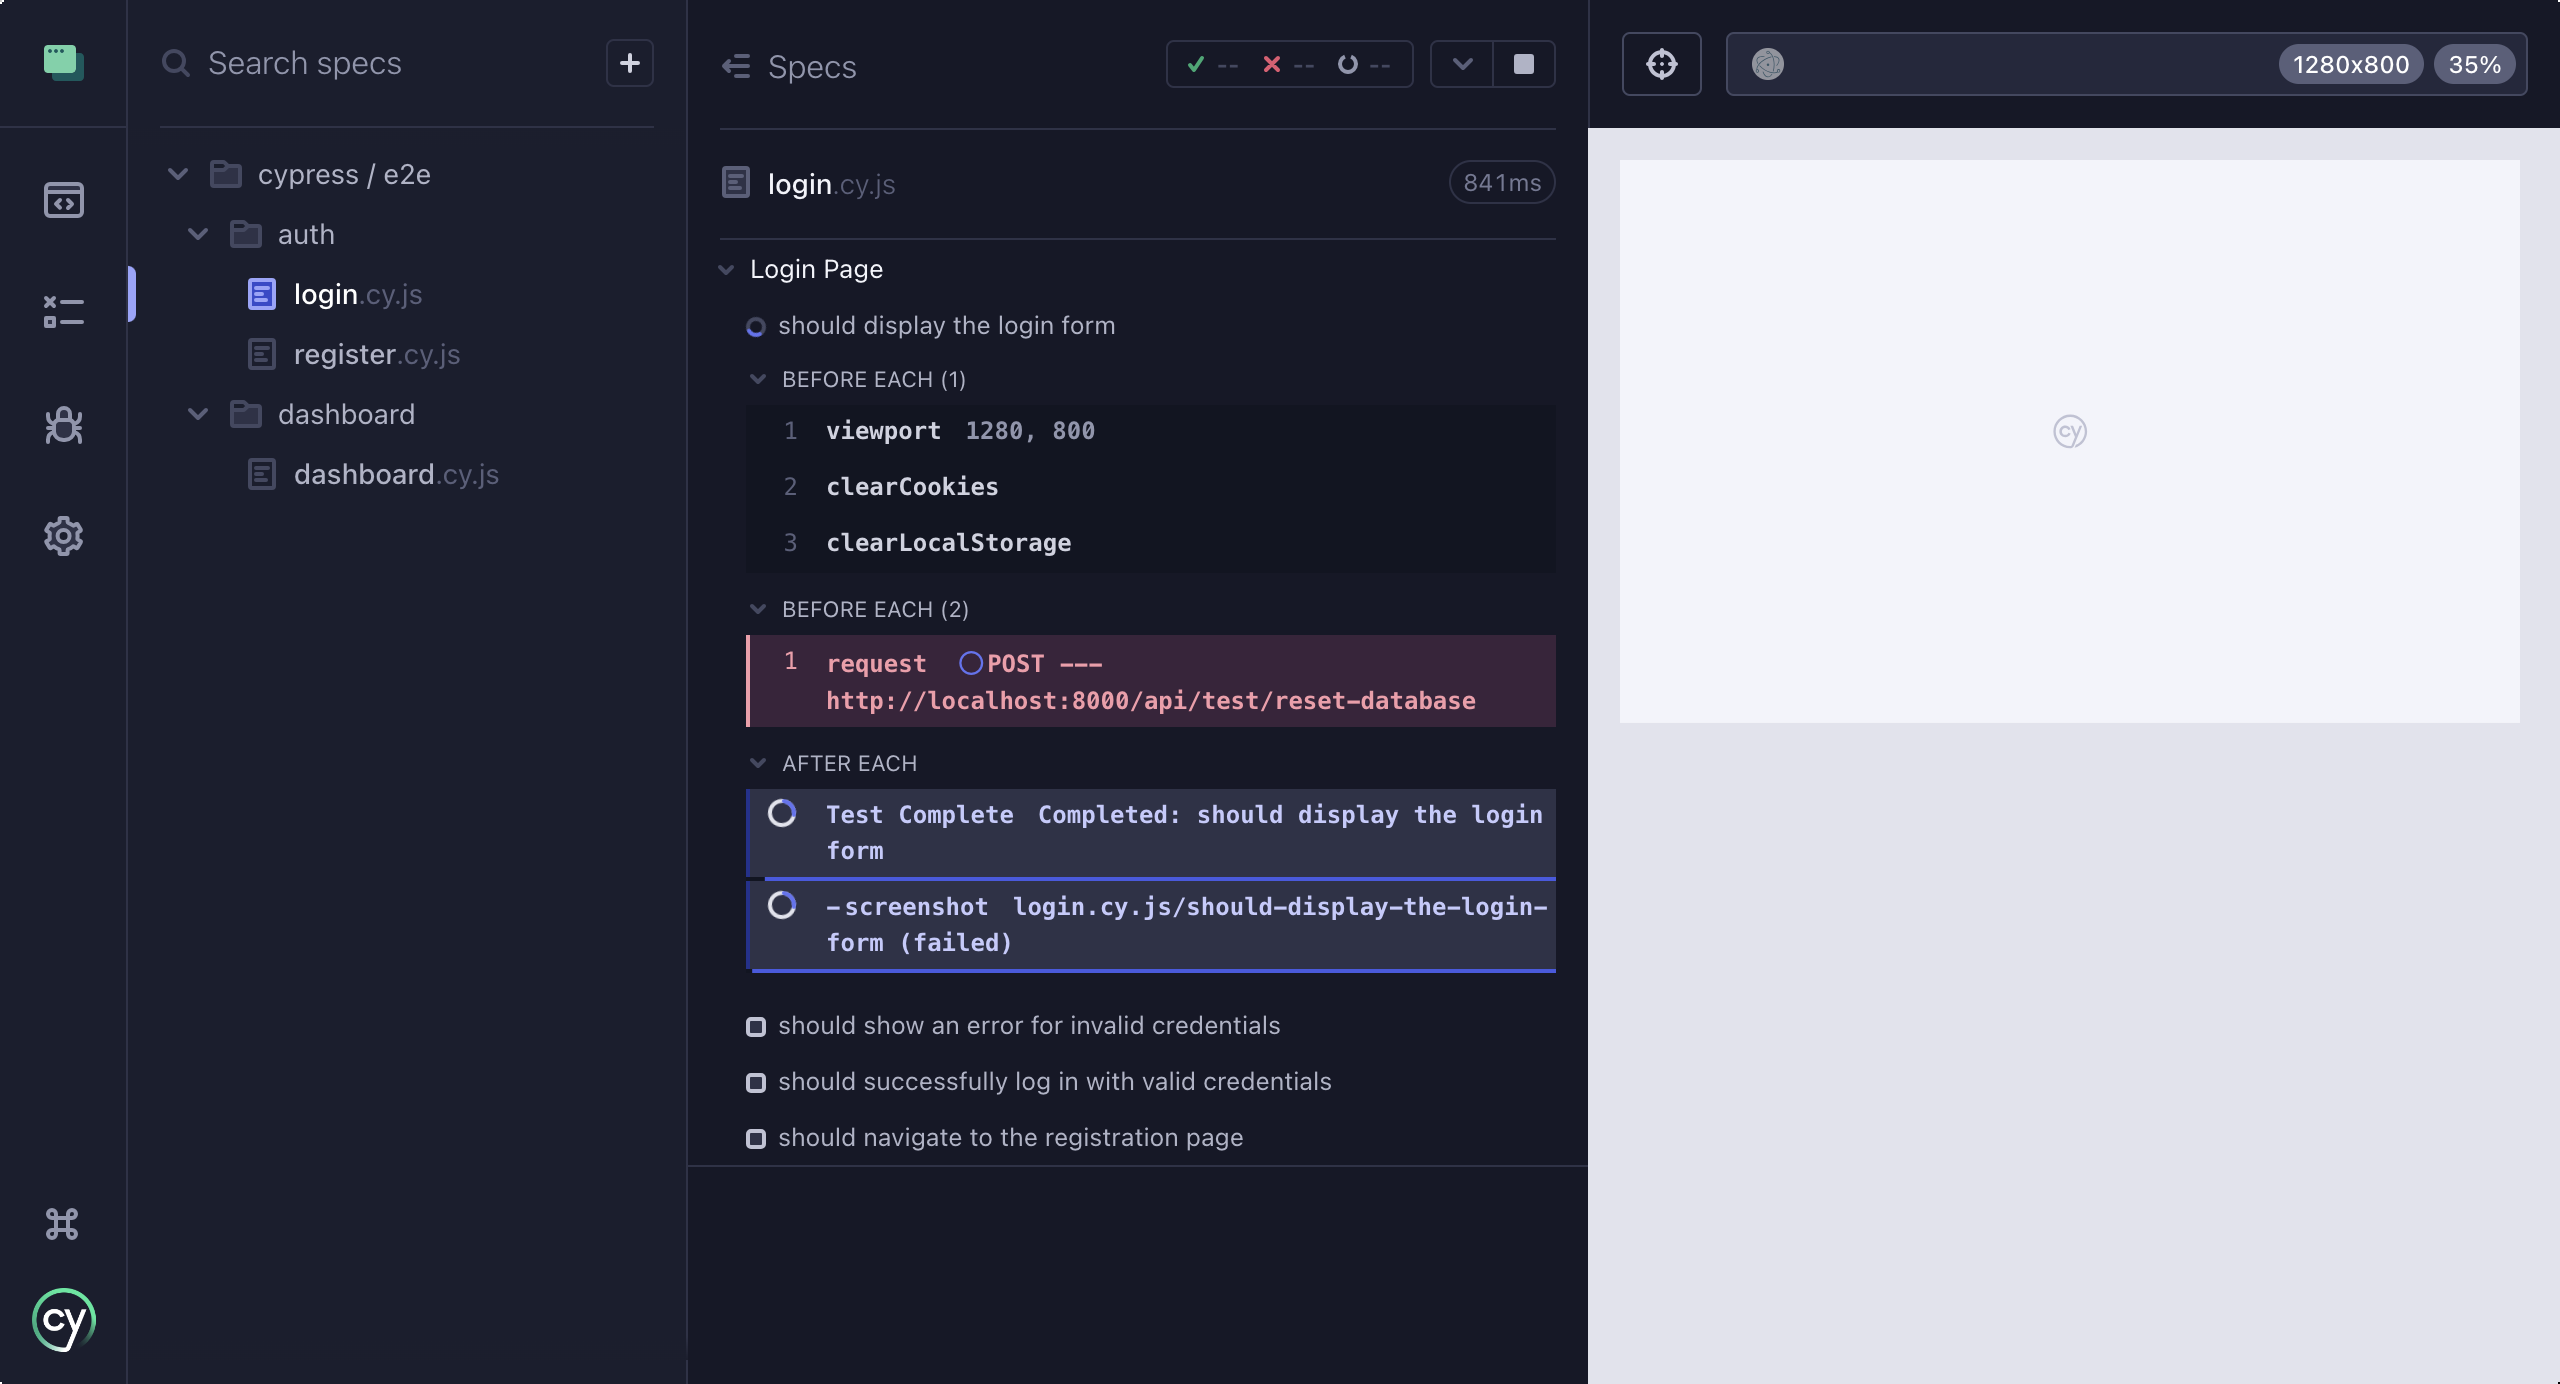 Search specs
cypress / e2e
auth
login.cy.js
register.cy.js
dashboard
dashboard.cy.js
cy
Specs
-- -- --
login.cy.js 841ms
Login Page
should display the login form
BEFORE EACH (1)
1 viewport 1280, 800
2 clearCookies
3 clearLocalStorage
BEFORE EACH (2)
1 request POST ---
http://localhost:8000/api/test/reset-database
AFTER EACH
Test Complete Completed: should display the login
form
-screenshot login.cy.js/should-display-the-login-
form (failed)
should show an error for invalid credentials
should successfully log in with valid credentials
should navigate to the registration page
1280x800 35%
cy